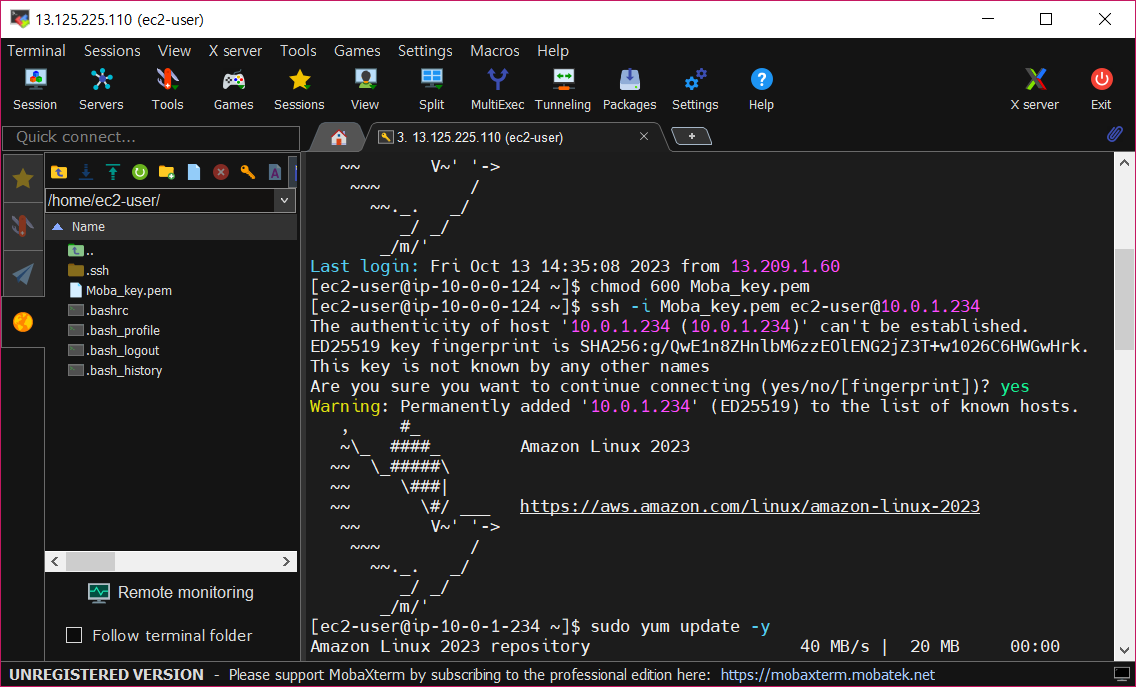 13.125.225.110 (ec2-user)
Terminal Sessions View X server Tools Games Settings Macros Help
Session Servers Tools Games Sessions View Split MultiExec Tunneling Packages Settings Help X server Exit
Quick connect...
3. 13.125.225.110 (ec2-user)
/home/ec2-user/
Name
..
.ssh
Moba_key.pem
.bashrc
.bash_profile
.bash_logout
.bash_history
Remote monitoring
Follow terminal folder
   ~~       V~' '->
    ~~~         /
      ~~._.   _/
         _/ _/
       _/m/'
Last login: Fri Oct 13 14:35:08 2023 from 13.209.1.60
[ec2-user@ip-10-0-0-124 ~]$ chmod 600 Moba_key.pem
[ec2-user@ip-10-0-0-124 ~]$ ssh -i Moba_key.pem ec2-user@10.0.1.234
The authenticity of host '10.0.1.234 (10.0.1.234)' can't be established.
ED25519 key fingerprint is SHA256:g/QwE1n8ZHnlbM6zzEOlENG2jZ3T+w1026C6HWGwHrk.
This key is not known by any other names
Are you sure you want to continue connecting (yes/no/[fingerprint])? yes
Warning: Permanently added '10.0.1.234' (ED25519) to the list of known hosts.
   ,     #_
   ~\_  ####_        Amazon Linux 2023
  ~~  \_#####\
  ~~     \###|
  ~~       \#/ ___   https://aws.amazon.com/linux/amazon-linux-2023
   ~~       V~' '->
    ~~~         /
      ~~._.   _/
         _/ _/
       _/m/'
[ec2-user@ip-10-0-1-234 ~]$ sudo yum update -y
Amazon Linux 2023 repository                     40 MB/s |  20 MB     00:00
UNREGISTERED VERSION - Please support MobaXterm by subscribing to the professional edition here: https://mobaxterm.mobatek.net